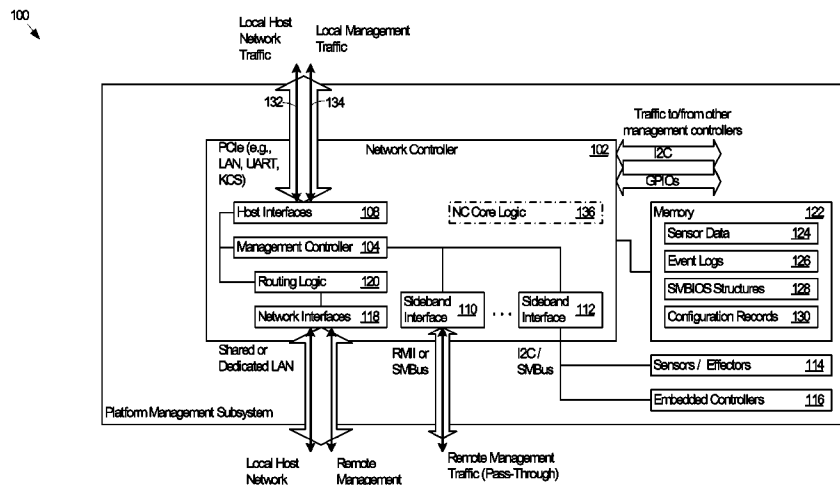 100
Local Host
Network
Traffic
Local Management
Traffic
132
134
Traffic to/from other
management controllers
I2C
GPIOs
PCIe (e.g.,
LAN, UART,
KCS)
Network Controller 102
Host Interfaces 108
NC Core Logic 136
Management Controller 104
Routing Logic 120
Network Interfaces 118
Sideband
Interface 110
...
Sideband
Interface 112
Memory 122
Sensor Data 124
Event Logs 126
SMBIOS Structures 128
Configuration Records 130
Shared or
Dedicated LAN
RMII or
SMBus
I2C /
SMBus
Sensors / Effectors 114
Embedded Controllers 116
Platform Management Subsystem
Local Host
Network
Remote
Management
Remote Management
Traffic (Pass-Through)